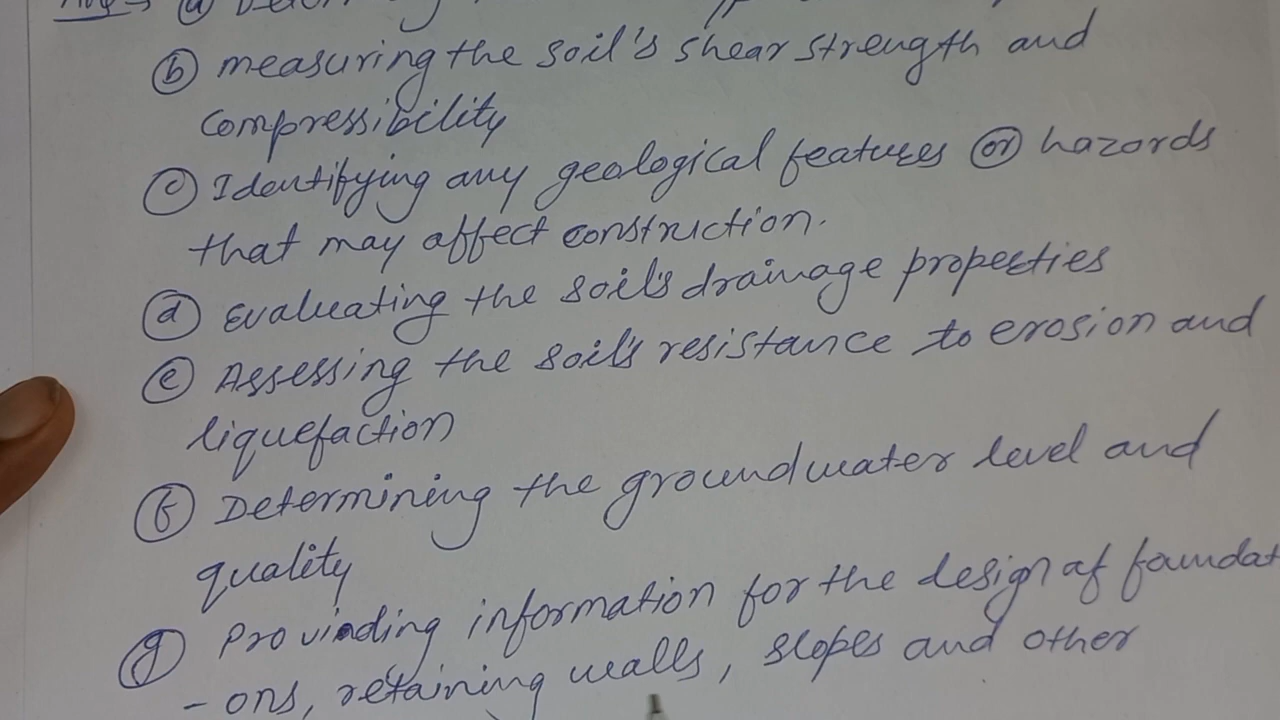 (b) measuring the soil's shear strength and
compressibility
(c) Identifying any geological features (or) hazords
that may affect construction.
(d) Evaluating the soil's drainage properties
(e) Assessing the soil's resistance to erosion and
liquefaction
(f) Determining the groundwater level and
quality
(g) Provinding information for the design of foundat
- ons, retaining walls, slopes and other